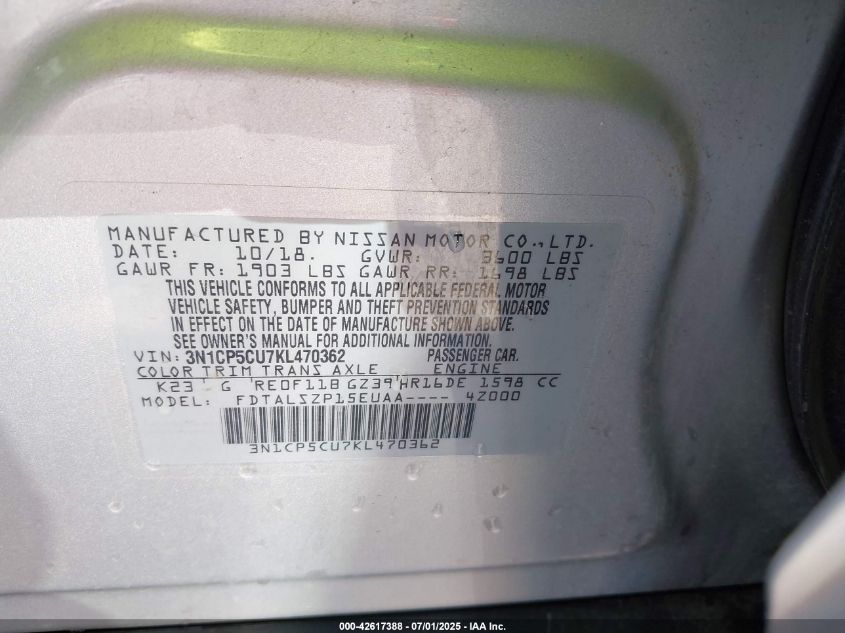 MANUFACTURED BY NISSAN MOTOR CO., LTD.
DATE: 10/18. GVWR: 3600 LBS
GAWR FR: 1903 LBS GAWR RR: 1698 LBS
THIS VEHICLE CONFORMS TO ALL APPLICABLE FEDERAL MOTOR
VEHICLE SAFETY, BUMPER AND THEFT PREVENTION STANDARDS
IN EFFECT ON THE DATE OF MANUFACTURE SHOWN ABOVE.
SEE OWNER'S MANUAL FOR ADDITIONAL INFORMATION.
VIN: 3N1CP5CU7KL470362 PASSENGER CAR.
COLOR TRIM TRANS AXLE ENGINE
K23 G RE0F11B GZ39 HR16DE 1598 CC
MODEL: FDTALSZP15EUAA---- 4Z000
3N1CP5CU7KL470362
000-42617388 - 07/01/2025 - IAA Inc.